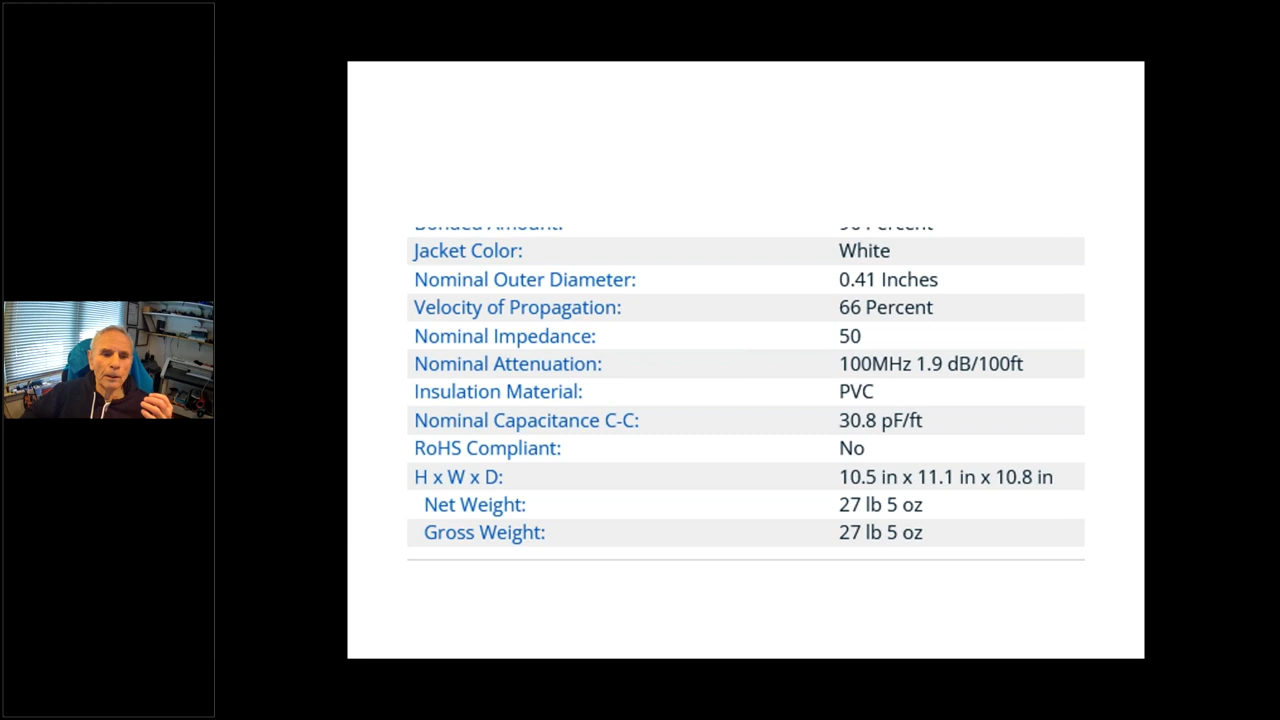 Jacket Color: White
Nominal Outer Diameter: 0.41 Inches
Velocity of Propagation: 66 Percent
Nominal Impedance: 50
Nominal Attenuation: 100MHz 1.9 dB/100ft
Insulation Material: PVC
Nominal Capacitance C-C: 30.8 pF/ft
RoHS Compliant: No
H x W x D: 10.5 in x 11.1 in x 10.8 in
Net Weight: 27 lb 5 oz
Gross Weight: 27 lb 5 oz